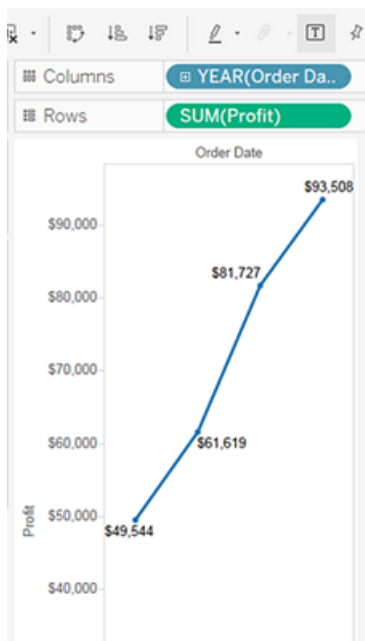 T
Columns
YEAR(Order Da..
Rows
SUM(Profit)
Order Date
$93,508
$90,000
$81,727
$80,000
$70,000
$60,000
$61,619
$50,000
$49,544
$40,000
Profit